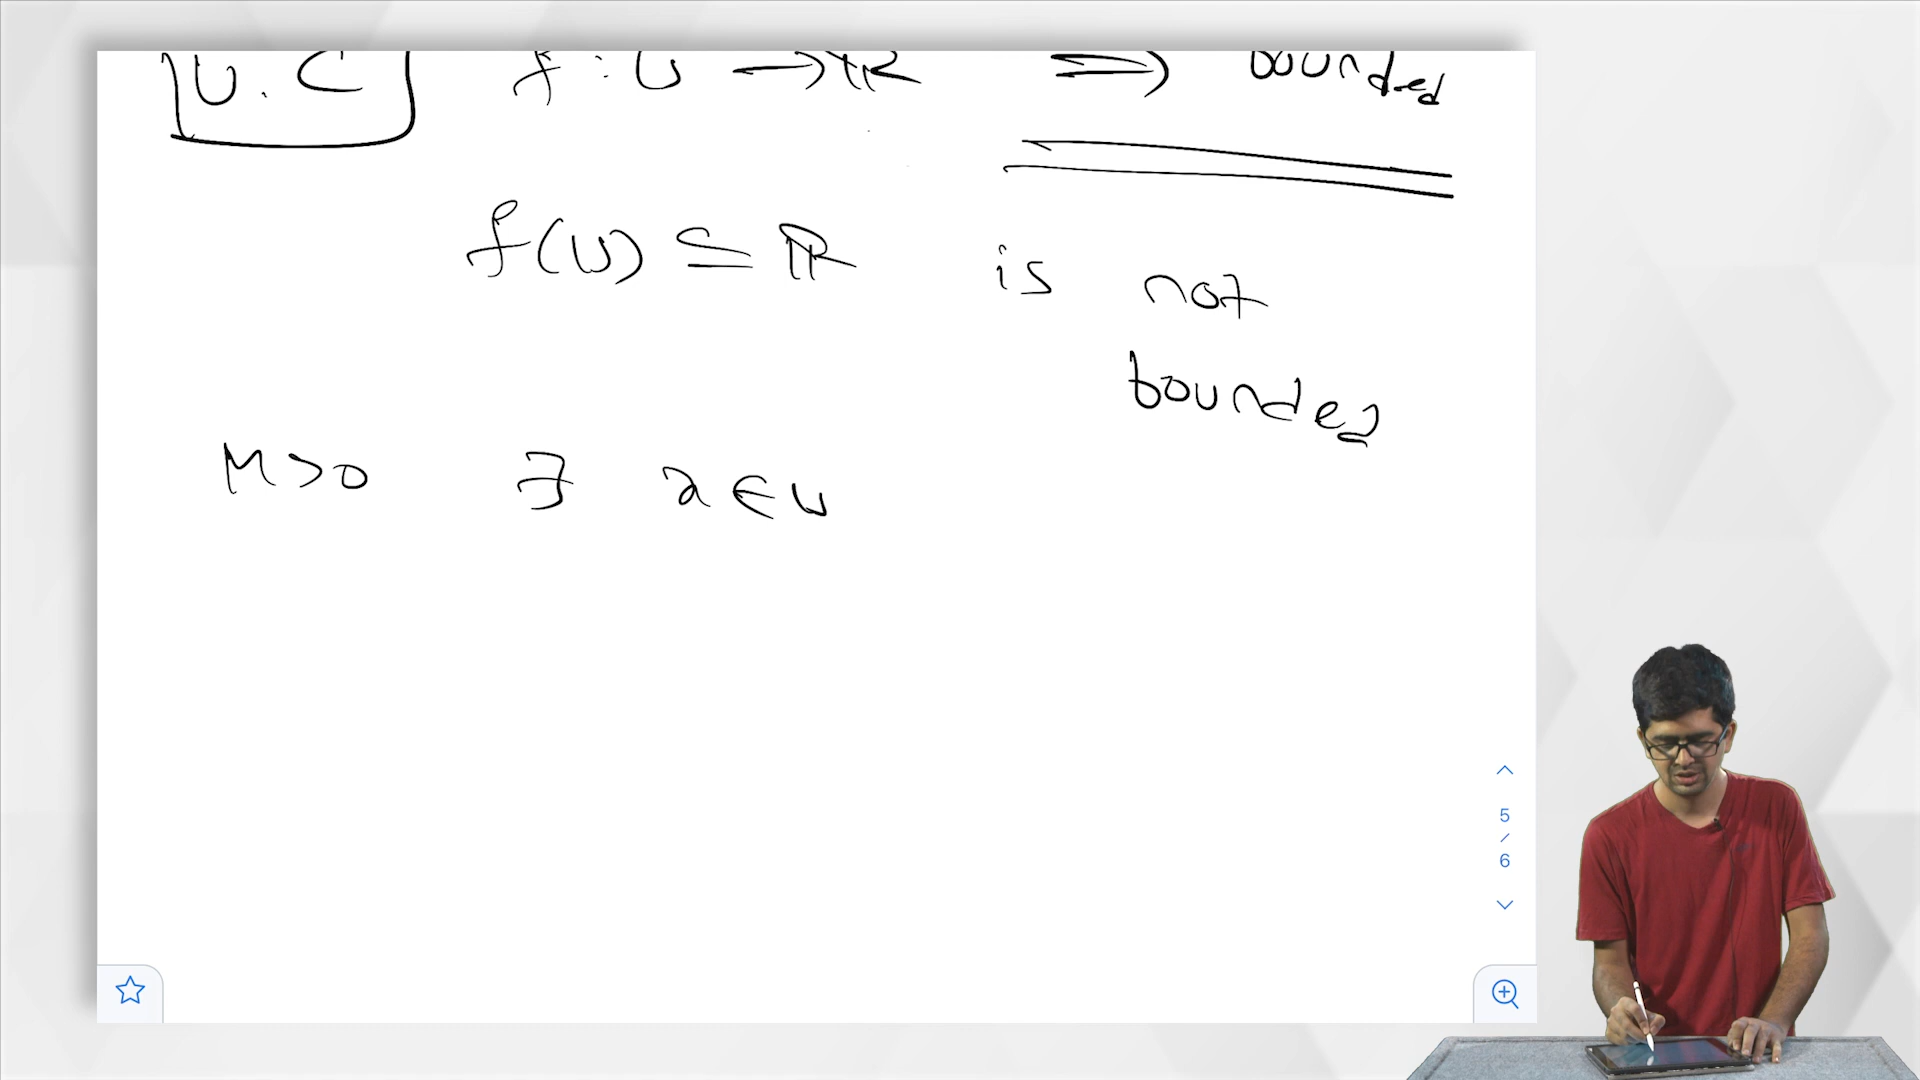 U.C f : U → ℝ ⟹ bounded
f(U) ⊆ ℝ is not
bounded
M>0 ∃ x ∈ U
5
/
6